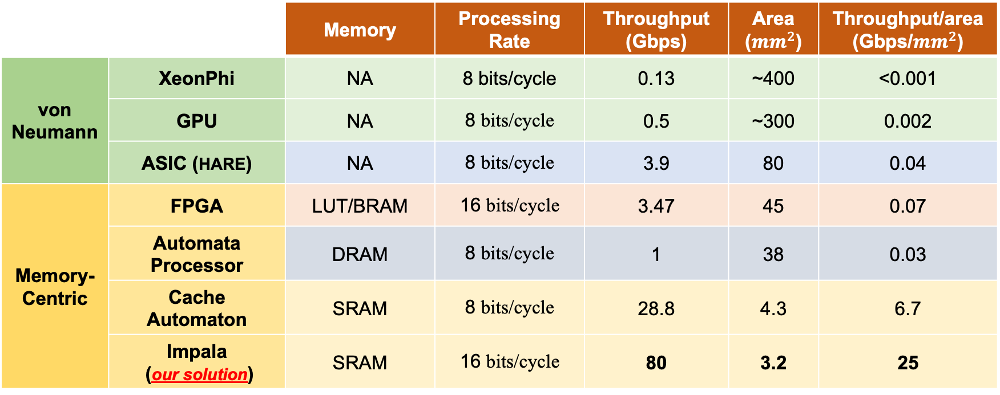 Memory
Processing
Rate
Throughput
(Gbps)
Area
(mm²)
Throughput/area
(Gbps/mm²)
von
Neumann
XeonPhi
NA
8 bits/cycle
0.13
~400
<0.001
GPU
NA
8 bits/cycle
0.5
~300
0.002
ASIC (HARE)
NA
8 bits/cycle
3.9
80
0.04
Memory-
Centric
FPGA
LUT/BRAM
16 bits/cycle
3.47
45
0.07
Automata
Processor
DRAM
8 bits/cycle
1
38
0.03
Cache
Automaton
SRAM
8 bits/cycle
28.8
4.3
6.7
Impala
(our solution)
SRAM
16 bits/cycle
80
3.2
25